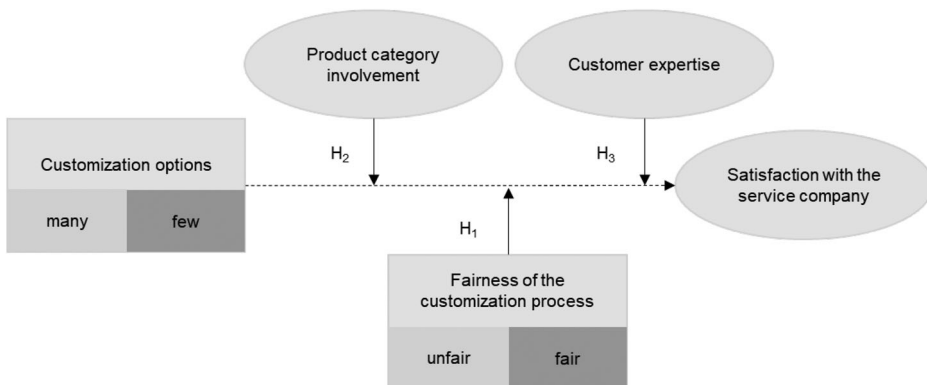 Product category
involvement
Customer expertise
Customization options
many
few
H₂
H₃
Satisfaction with the
service company
H₁
Fairness of the
customization process
unfair
fair